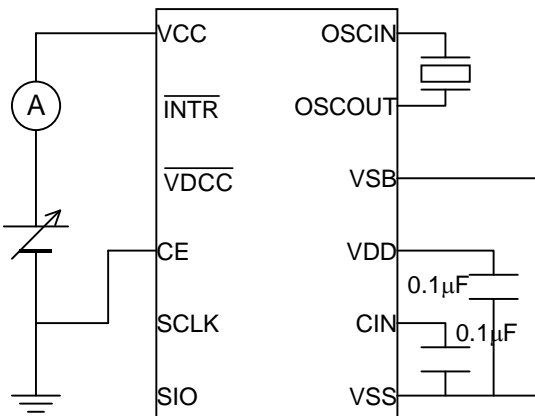 VCC
OSCIN
A
INTR
OSCOUT
VDCC
VSB
CE
VDD
0.1µF
SCLK
CIN
0.1µF
SIO
VSS